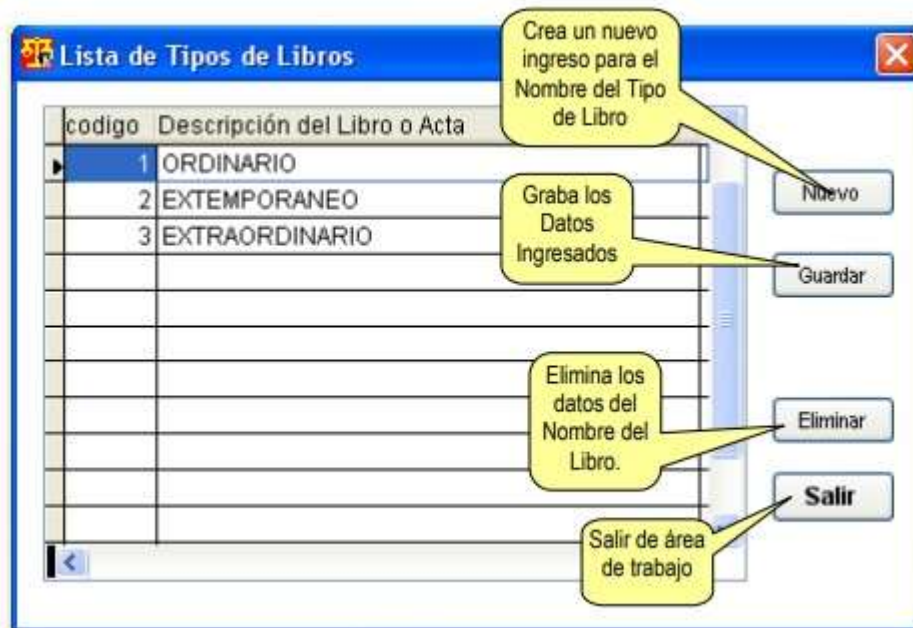 Lista de Tipos de Libros
Crea un nuevo
ingreso para el
Nombre del Tipo
de Libro
codigo Descripción del Libro o Acta
1 ORDINARIO
2 EXTEMPORANEO
3 EXTRAORDINARIO
Nuevo
Graba los
Datos
Ingresados
Guardar
Elimina los
datos del
Nombre del
Libro.
Eliminar
Salir
Salir de área
de trabajo